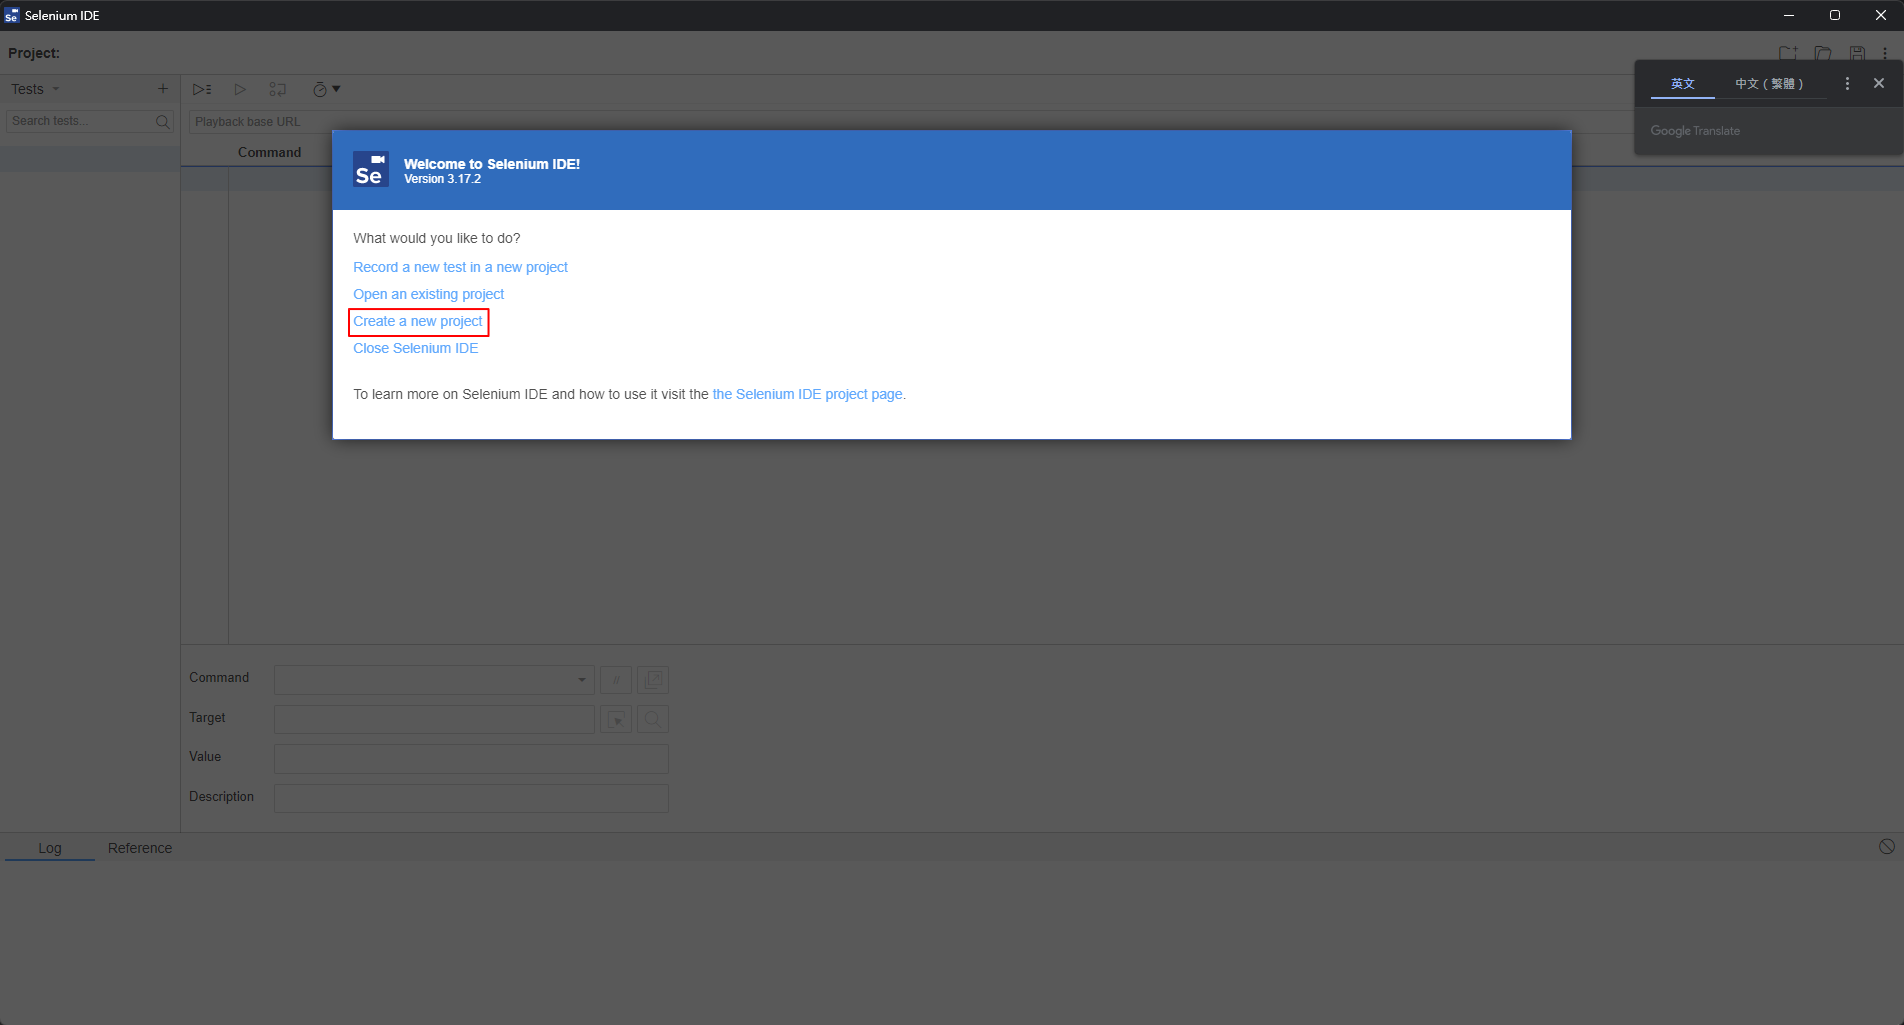 Selenium IDE
Project:
Tests
Search tests...
Playback base URL
Command
英文
中文（繁體）
Google Translate
Se
Welcome to Selenium IDE!
Version 3.17.2
What would you like to do?
Record a new test in a new project
Open an existing project
Create a new project
Close Selenium IDE
To learn more on Selenium IDE and how to use it visit the the Selenium IDE project page.
Command
//
Target
Value
Description
Log
Reference